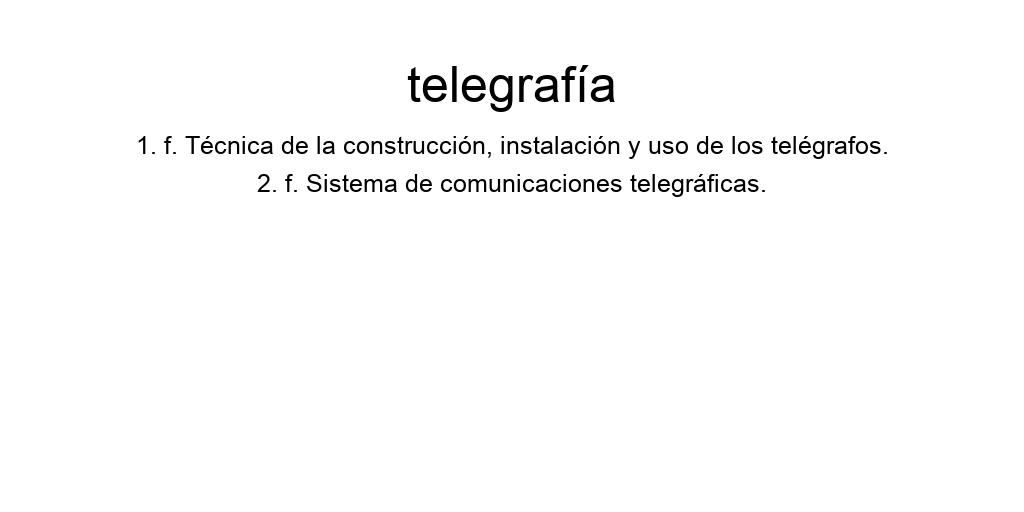 telegrafía
1. f. Técnica de la construcción, instalación y uso de los telégrafos.
2. f. Sistema de comunicaciones telegráficas.